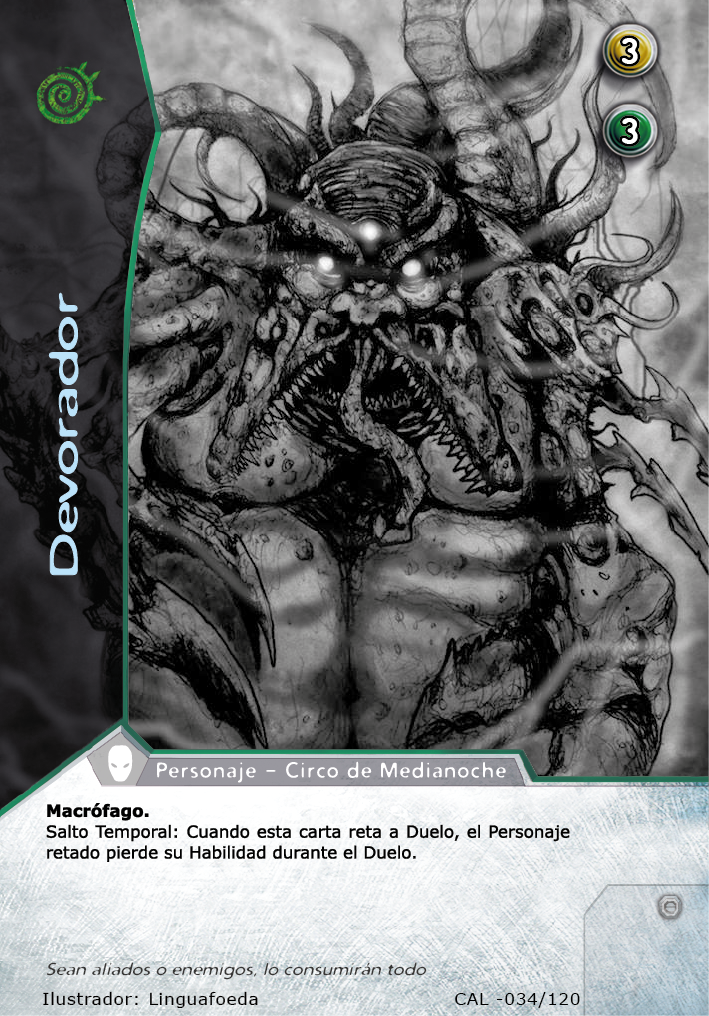 3
3
Devorador
Personaje – Circo de Medianoche
Macrófago.
Salto Temporal: Cuando esta carta reta a Duelo, el Personaje
retado pierde su Habilidad durante el Duelo.
Sean aliados o enemigos, lo consumirán todo
Ilustrador: Linguafoeda
CAL -034/120